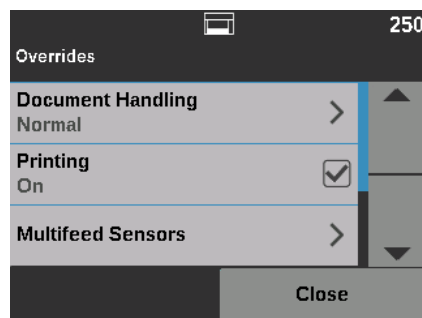 250
Overrides
Document Handling
Normal
Printing
On
Multifeed Sensors
Close